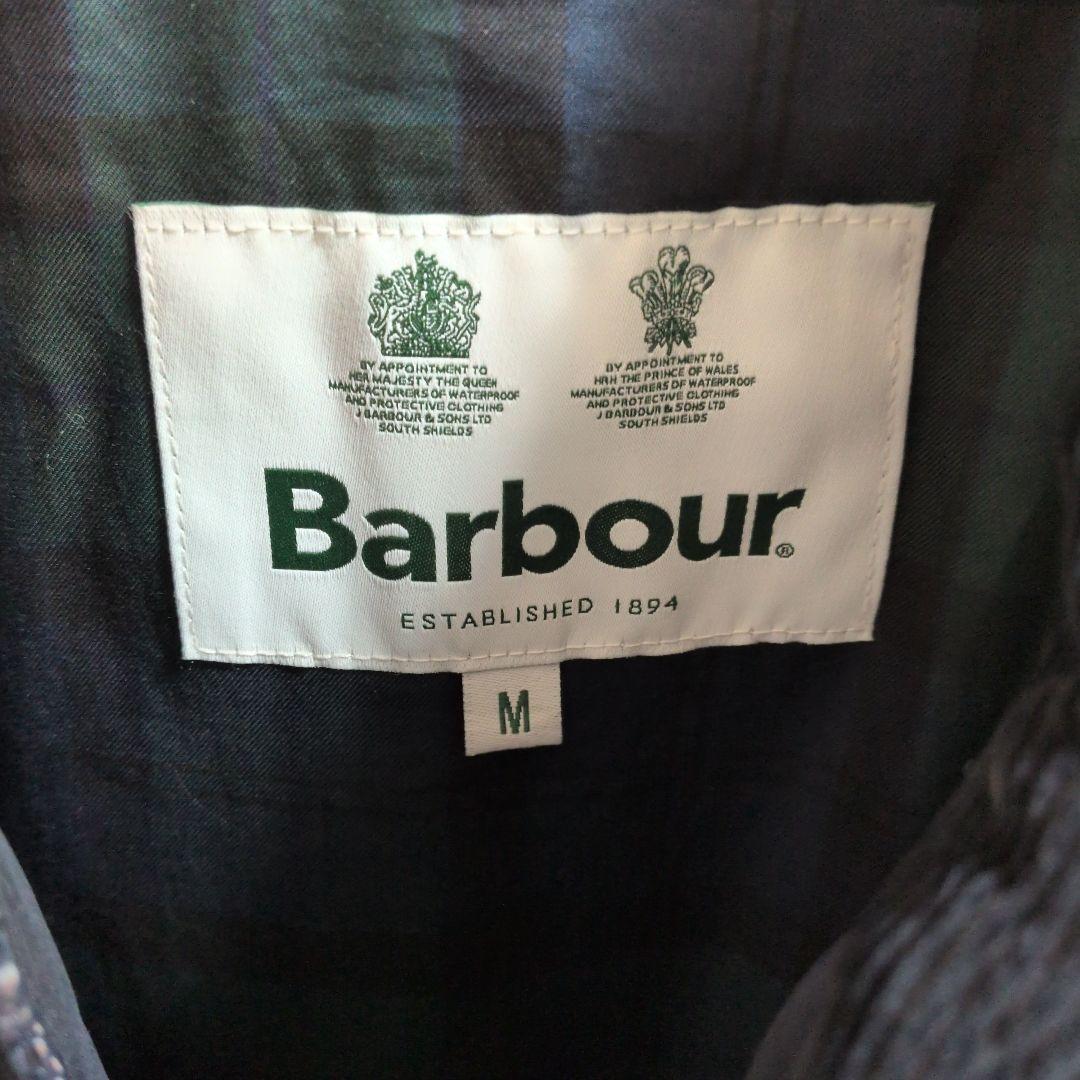 BY APPOINTMENT TO
HER MAJESTY THE QUEEN
MANUFACTURERS OF WATERPROOF
AND PROTECTIVE CLOTHING
J BARBOUR & SONS LTD
SOUTH SHIELDS
BY APPOINTMENT TO
HRH THE PRINCE OF WALES
MANUFACTURERS OF WATERPROOF
AND PROTECTIVE CLOTHING
J BARBOUR & SONS LTD
SOUTH SHIELDS
Barbour®
ESTABLISHED 1894
M